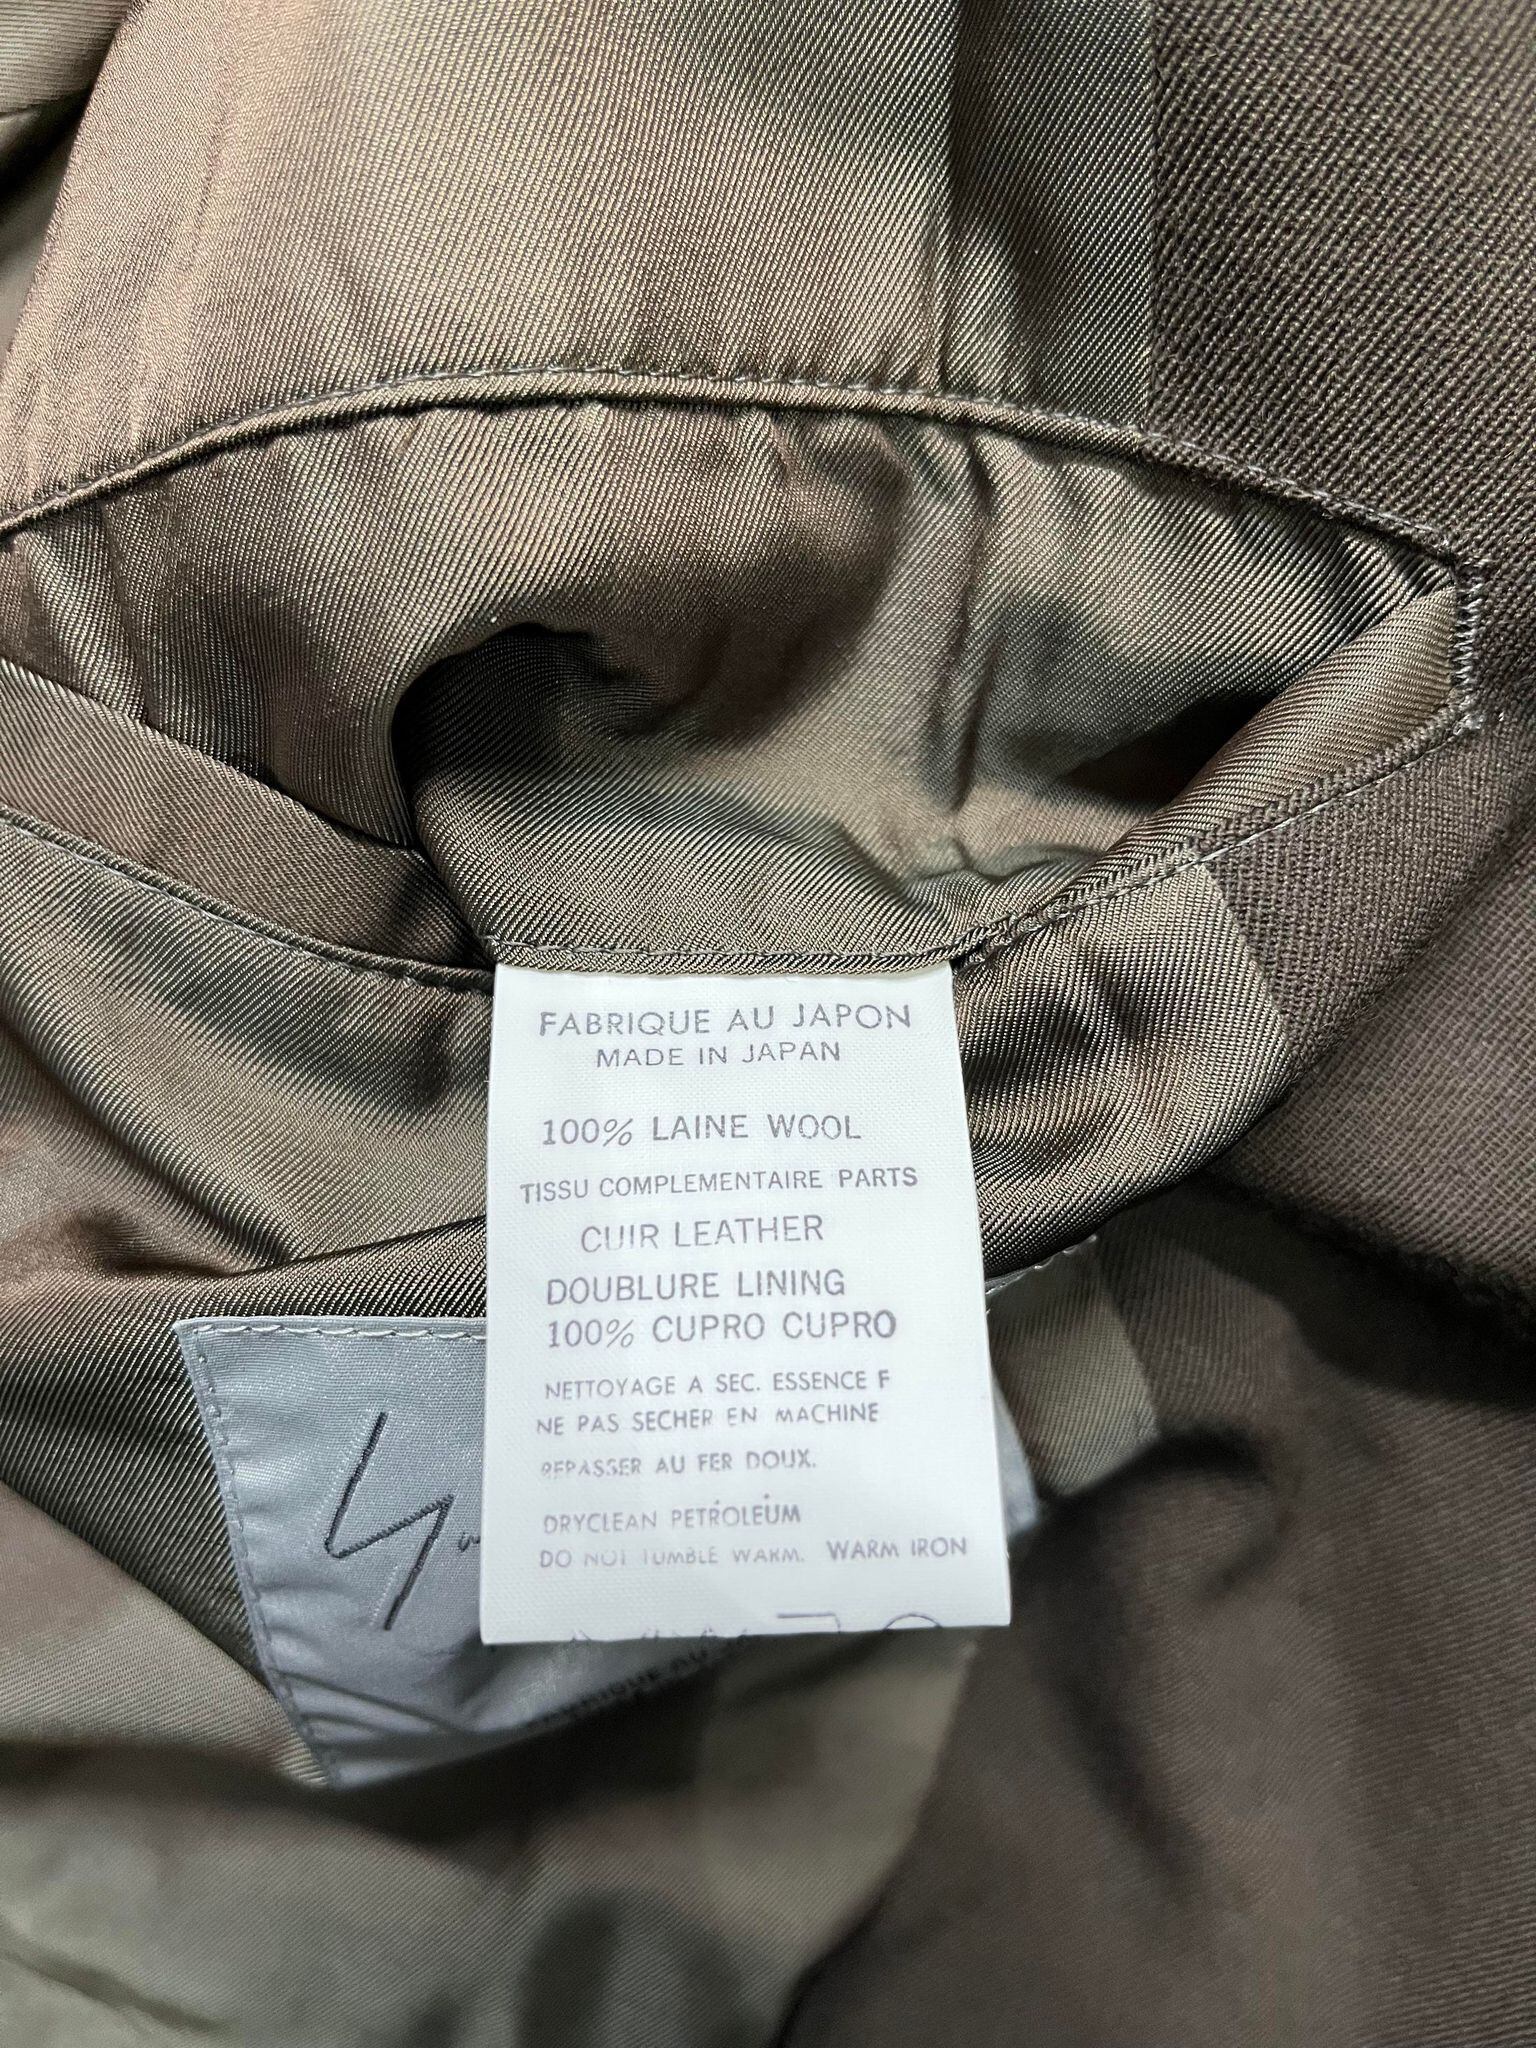 FABRIQUE AU JAPON
MADE IN JAPAN
100% LAINE WOOL
TISSU COMPLEMENTAIRE PARTS
CUIR LEATHER
DOUBLURE LINING
100% CUPRO CUPRO
NETTOYAGE A SEC. ESSENCE F
NE PAS SECHER EN MACHINE
REPASSER AU FER DOUX.
DRYCLEAN PETROLEUM
DO NOT TUMBLE WARM. WARM IRON
FABRIQUE AU